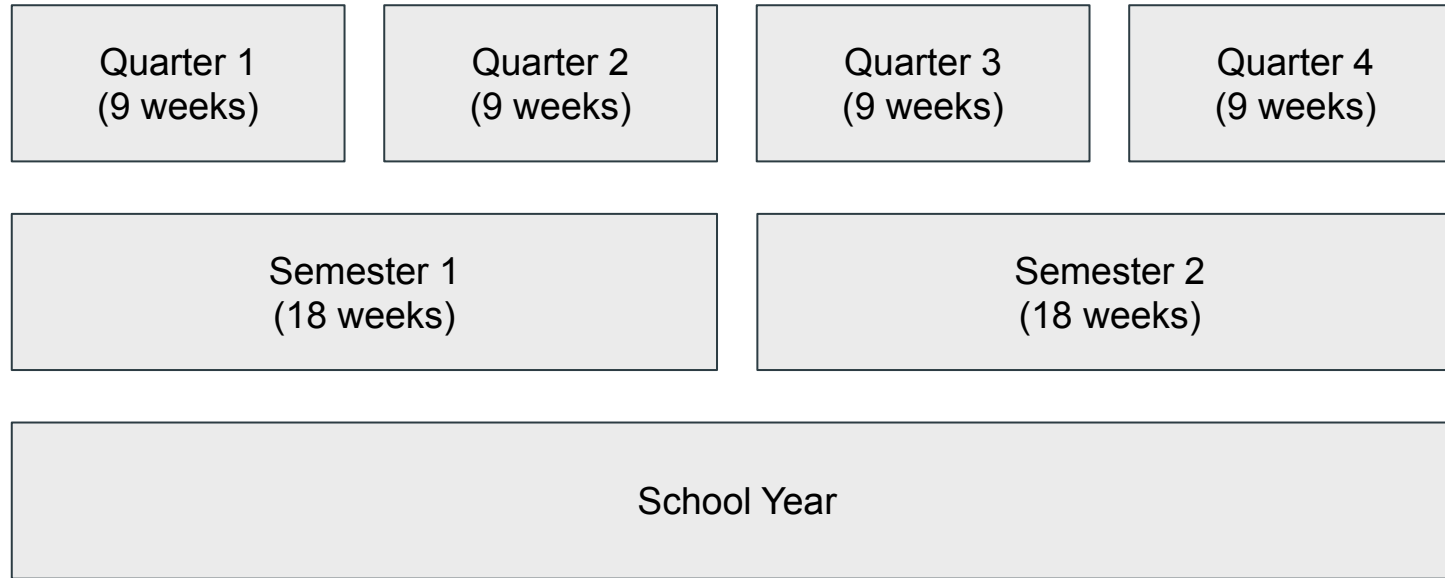 Quarter 1
(9 weeks)
Quarter 2
(9 weeks)
Quarter 3
(9 weeks)
Quarter 4
(9 weeks)
Semester 1
(18 weeks)
Semester 2
(18 weeks)
School Year